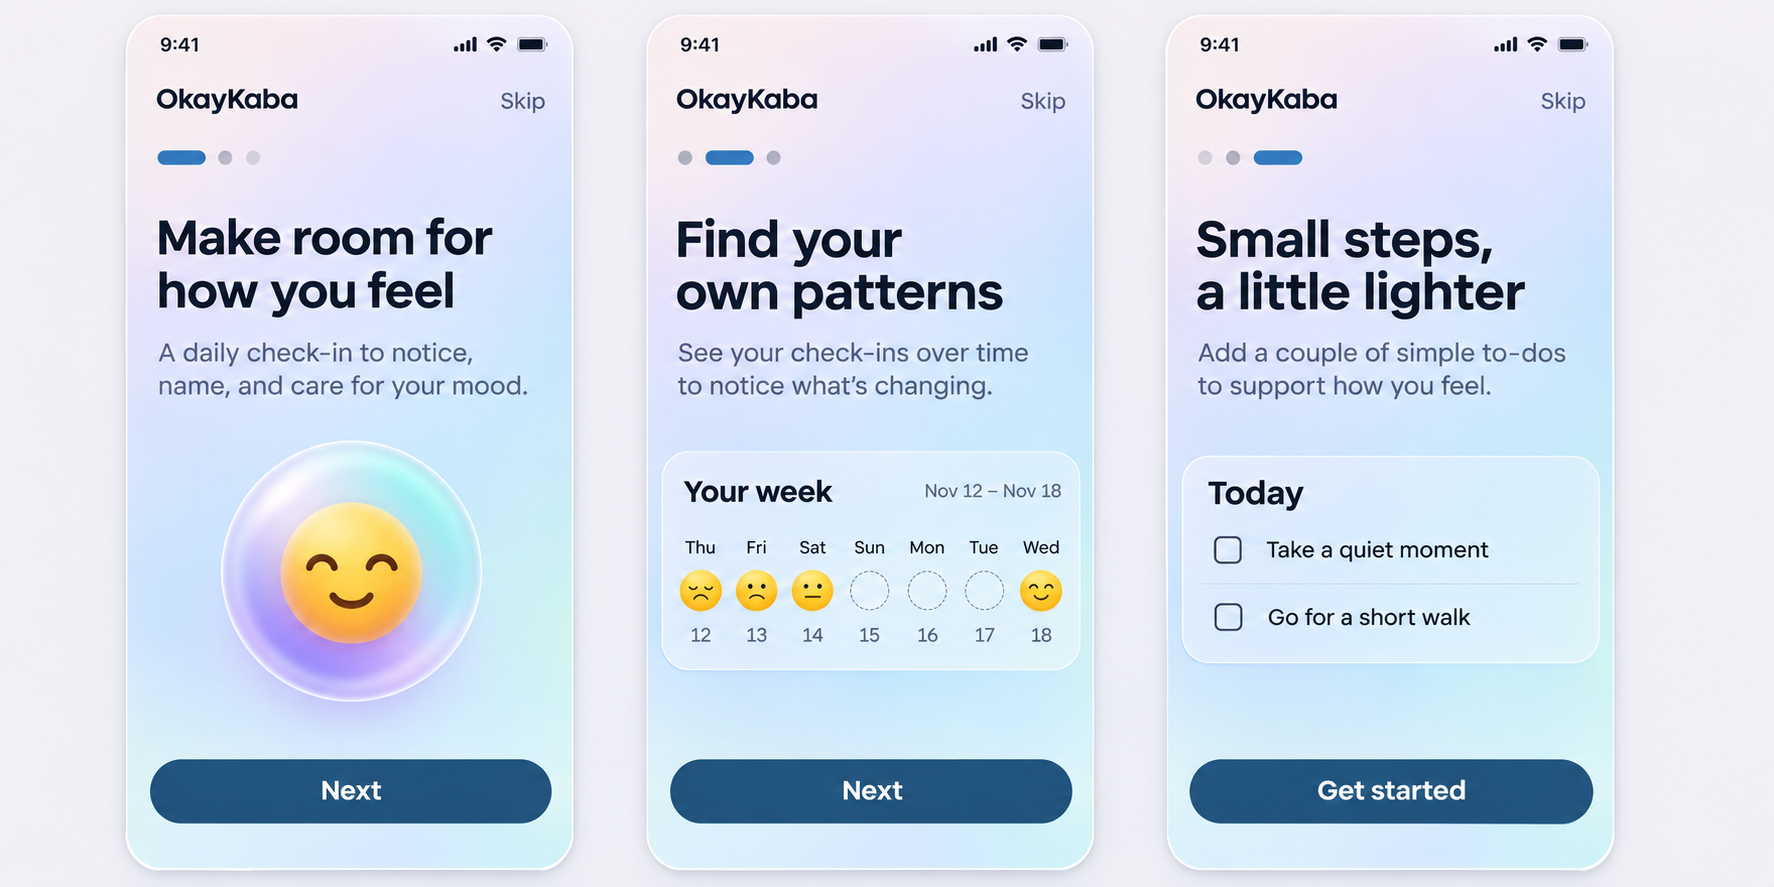 9:41
OkayKaba
Skip
Make room for
how you feel
A daily check-in to notice,
name, and care for your mood.
Next
9:41
OkayKaba
Skip
Find your
own patterns
See your check-ins over time
to notice what's changing.
Your week
Nov 12 – Nov 18
Thu Fri Sat Sun Mon Tue Wed
12 13 14 15 16 17 18
Next
9:41
OkayKaba
Skip
Small steps,
a little lighter
Add a couple of simple to-dos
to support how you feel.
Today
Take a quiet moment
Go for a short walk
Get started